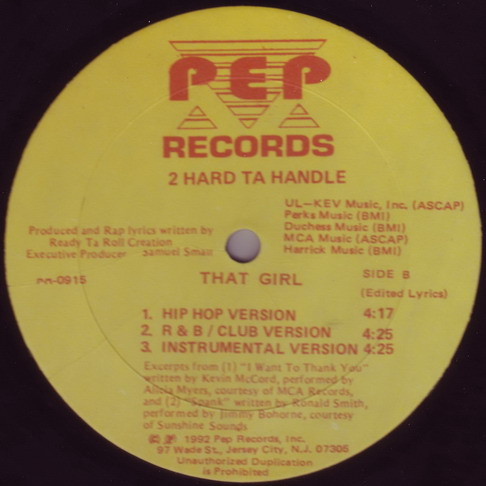 PEP
RECORDS
2 HARD TA HANDLE
UL-KEV Music, Inc. (ASCAP)
Perks Music (BMI)
Duchess Music (BMI)
MCA Music (ASCAP)
Harrick Music (BMI)
Produced and Rap lyrics written by
Ready Ta Roll Creation
Executive Producer Samuel Small
PR-0915
THAT GIRL
SIDE B
(Edited Lyrics)
1. HIP HOP VERSION 4:17
2. R & B / CLUB VERSION 4:25
3. INSTRUMENTAL VERSION 4:25
Excerpts from (1) "I Want To Thank You"
written by Kevin McCord, performed by
Alicia Myers, courtesy of MCA Records,
and (2) "Spank" written by Ronald Smith,
performed by Jimmy Bohorne, courtesy
of Sunshine Sounds
© ℗ 1992 Pep Records, Inc.
97 Wade St., Jersey City, N.J. 07305
Unauthorized Duplication
is Prohibited